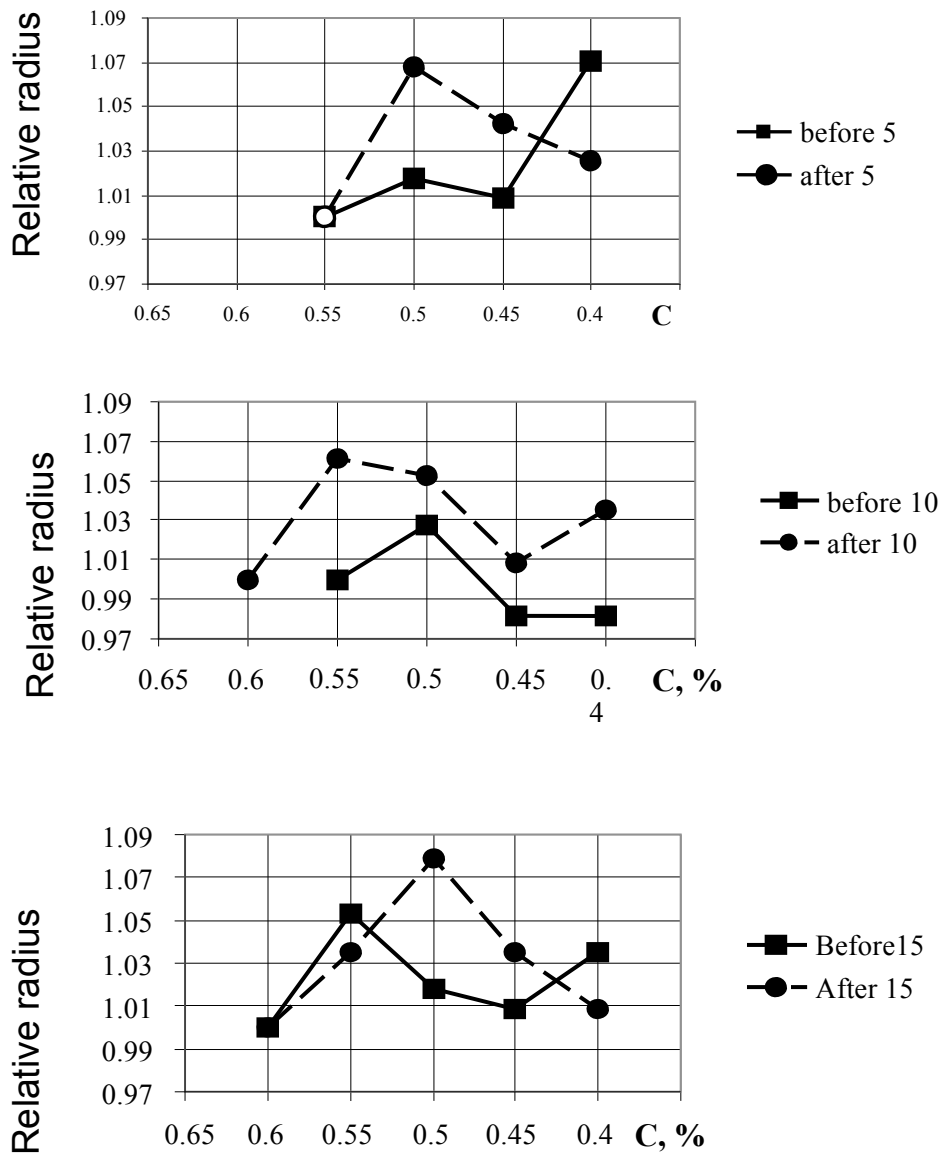 Relative radius
1.09
1.07
1.05
1.03
1.01
0.99
0.97
0.65 0.6 0.55 0.5 0.45 0.4 C
before 5
after 5
Relative radius
1.09
1.07
1.05
1.03
1.01
0.99
0.97
0.65 0.6 0.55 0.5 0.45 0. C, %
4
before 10
after 10
Relative radius
1.09
1.07
1.05
1.03
1.01
0.99
0.97
0.65 0.6 0.55 0.5 0.45 0.4 C, %
Before15
After 15